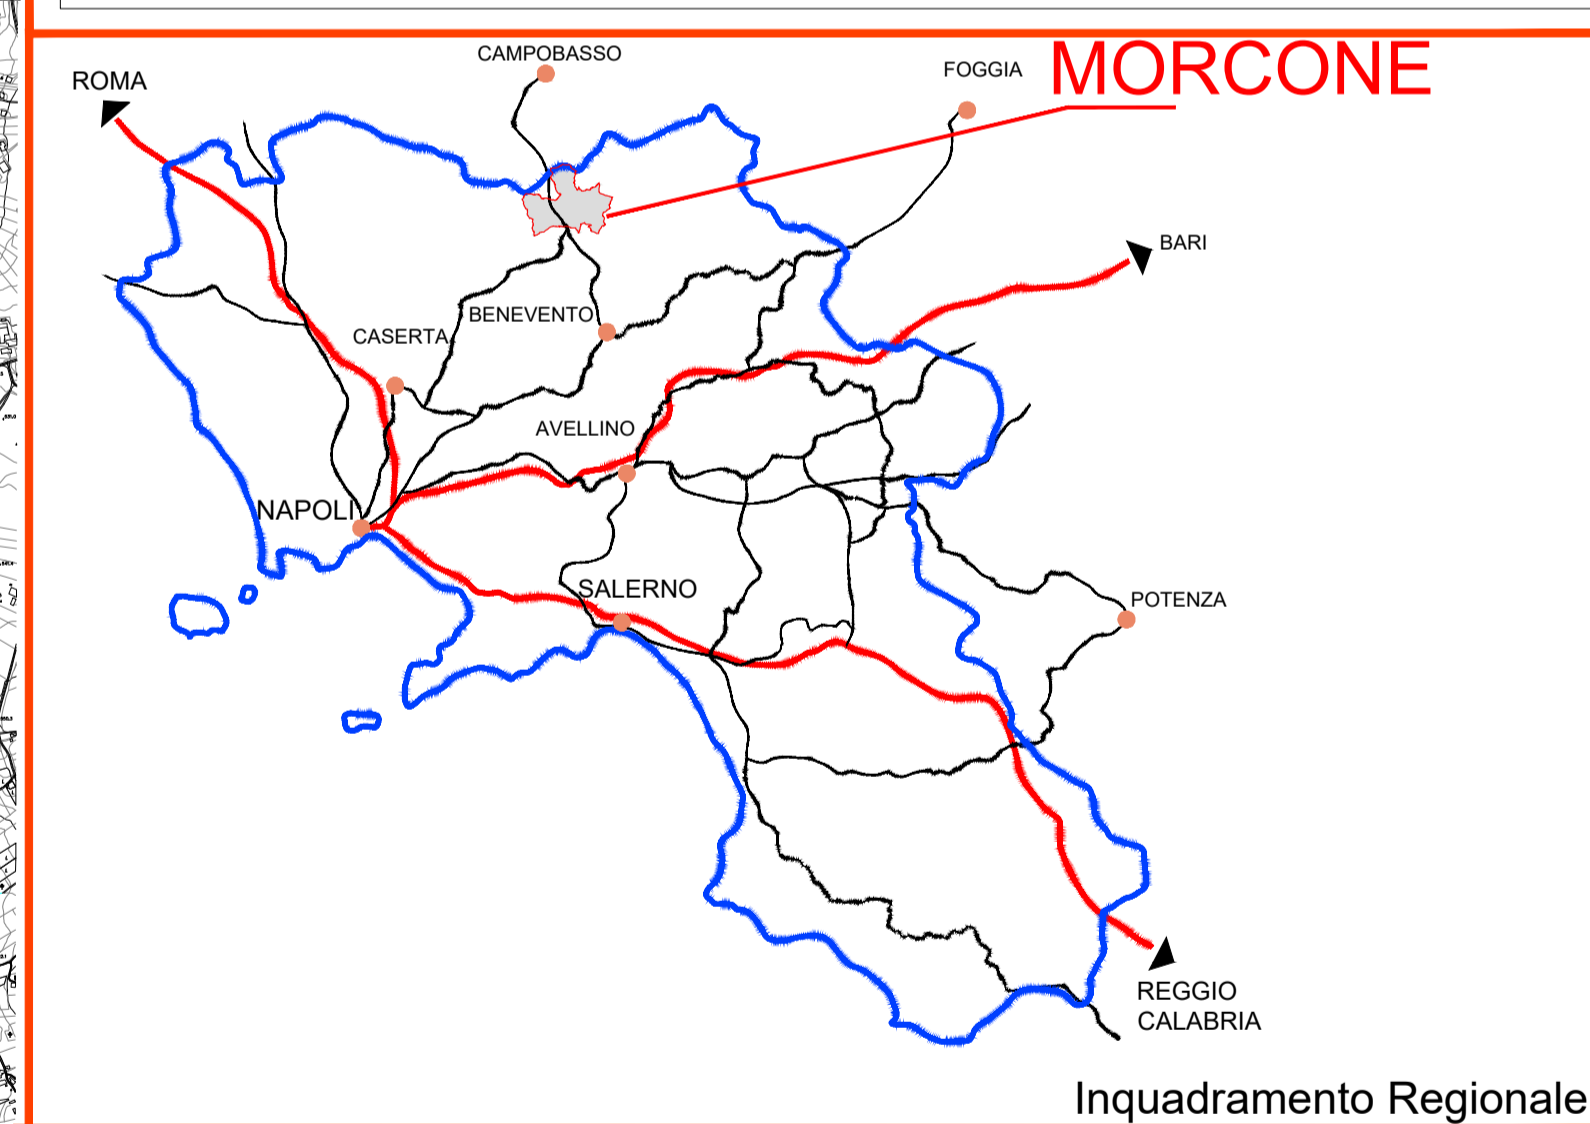 CAMPOBASSO
ROMA
FOGGIA
MORCONE
BARI
BENEVENTO
CASERTA
AVELLINO
NAPOLI
SALERNO
POTENZA
REGGIO
CALABRIA
Inquadramento Regionale